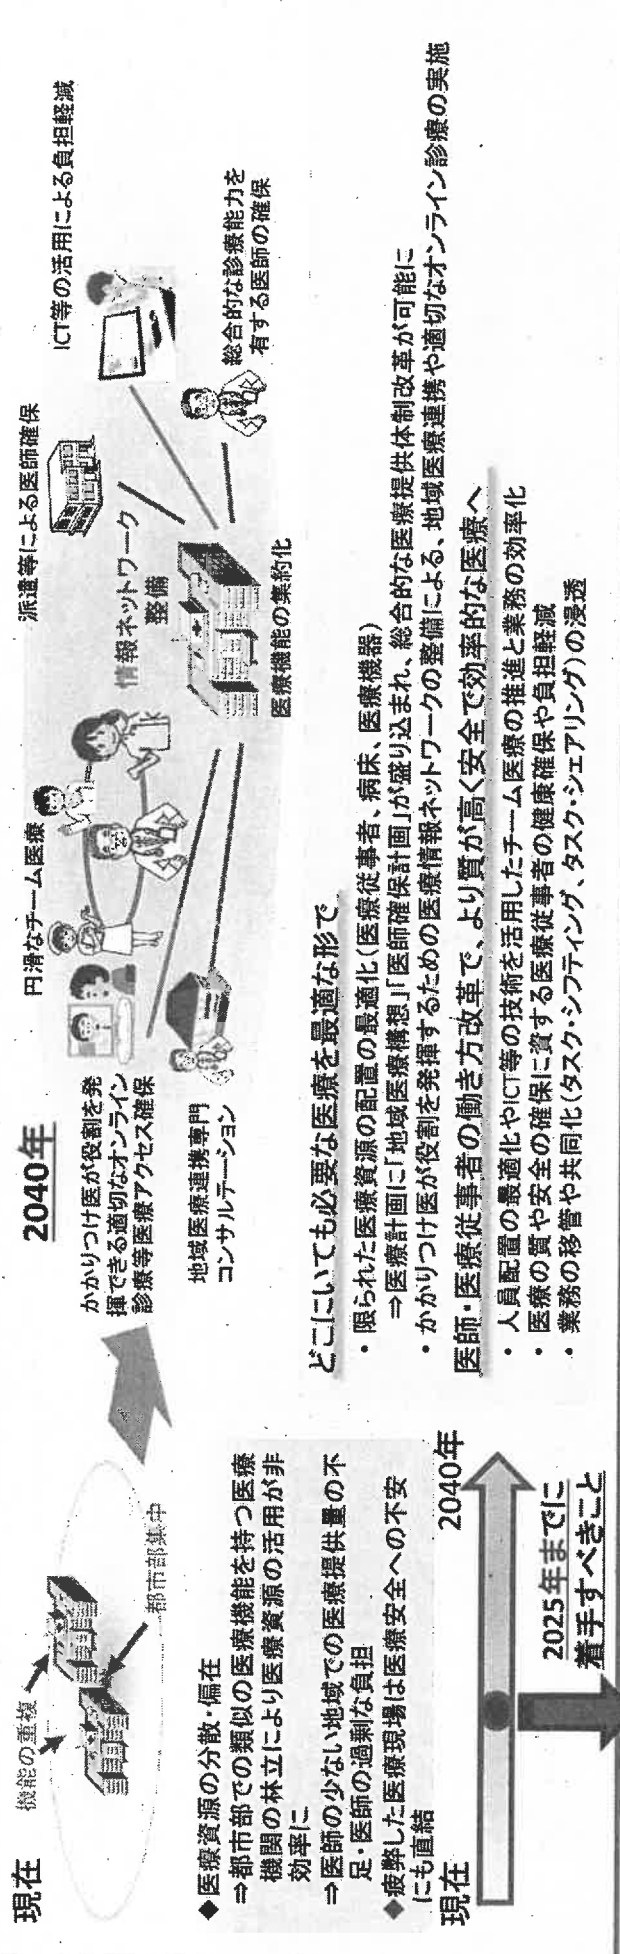 現在
機能の重複
都市部集中
◆医療資源の分散・偏在
⇒都市部での類似の医療機能を持つ医療
機関の林立により医療資源の活用が非
効率に
⇒医師の少ない地域での医療提供量の不
足・医師の過剰な負担
◆疲弊した医療現場は医療安全への不安
にも直結
2040年
かかりつけ医が役割を発
揮できる適切なオンライン
診療等医療アクセス確保
円滑なチーム医療
派遣等による医師確保
ICT等の活用による負担軽減
情報ネットワーク
整備
地域医療連携専門
コンサルテーション
医療機能の集約化
総合的な診療能力を
有する医師の確保
どこにいても必要な医療を最適な形で
・限られた医療資源の配置の最適化(医療従事者、病床、医療機器)
⇒医療計画に「地域医療構想」「医師確保計画」が盛り込まれ、総合的な医療提供体制改革が可能に
・かかりつけ医が役割を発揮するための医療情報ネットワークの整備による、地域医療連携や適切なオンライン診療の実施
医師・医療従事者の働き方改革で、より質が高く安全で効率的な医療へ
・人員配置の最適化やICT等の技術を活用したチーム医療の推進と業務の効率化
・医療の質や安全の確保に資する医療従事者の健康確保や負担軽減
・業務の移管や共同化(タスク・シフティング、タスク・シェアリング)の浸透
現在
2040年
2025年までに
着手すべきこと